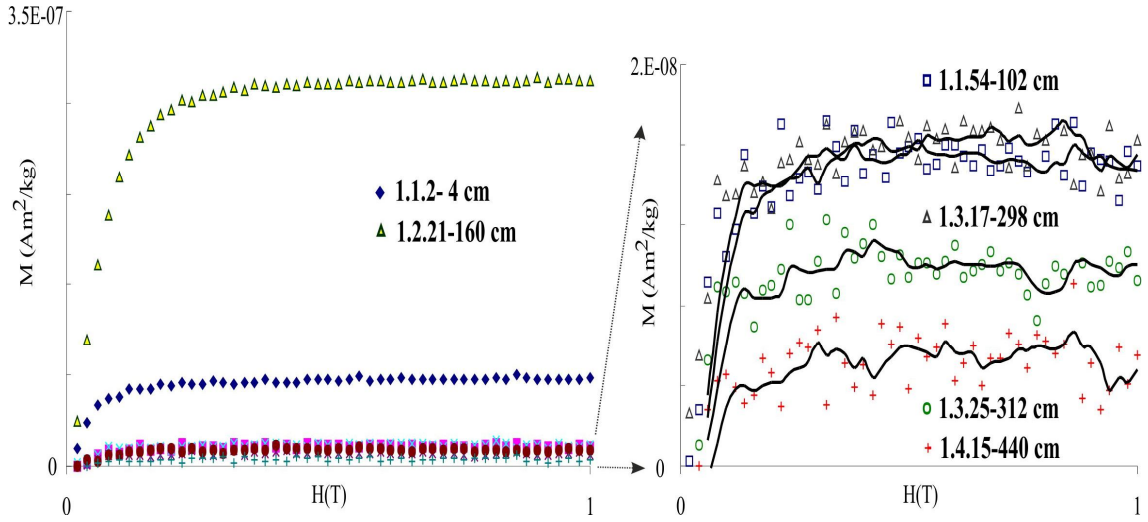 3.5E-07
M (Am²/kg)
1.1.2- 4 cm
1.2.21-160 cm
0
0
H(T)
1
2.E-08
M (Am²/kg)
1.1.54-102 cm
1.3.17-298 cm
1.3.25-312 cm
1.4.15-440 cm
0
0
H(T)
1